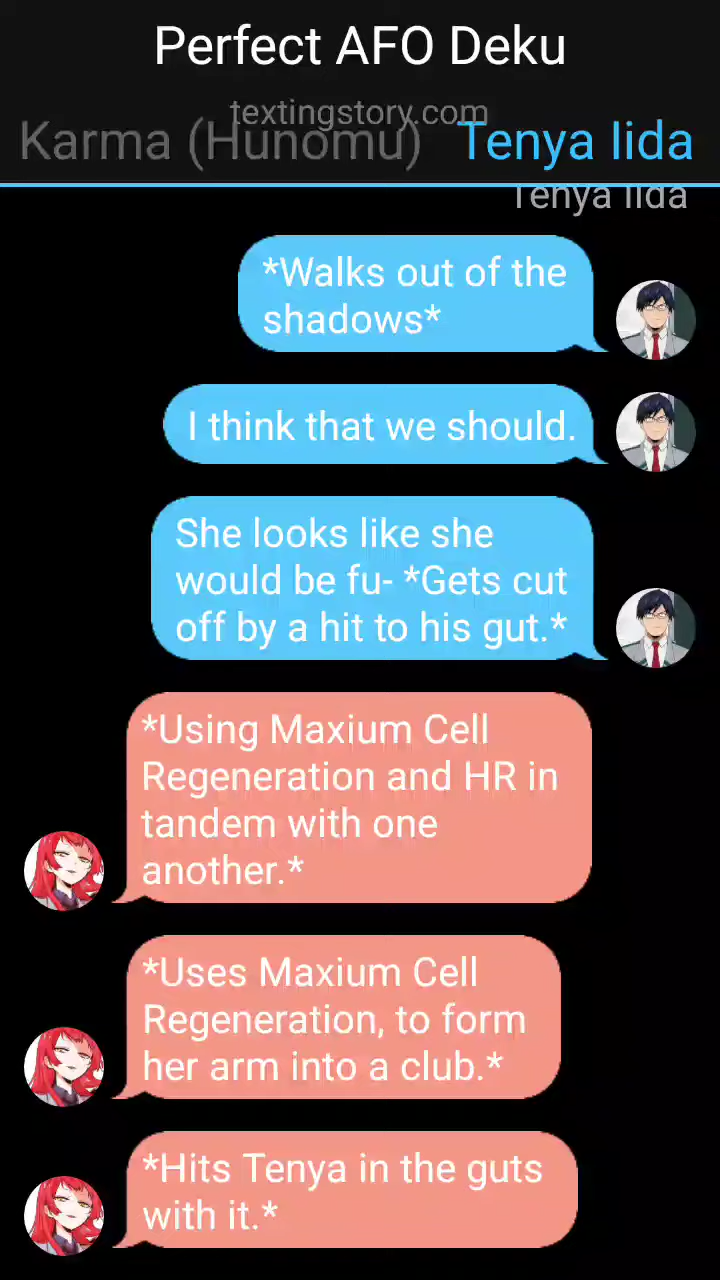 Perfect AFO Deku
textingstory.com
Karma (Hunomu) Tenya Iida
Tenya Iida
*Walks out of the
shadows*
I think that we should.
She looks like she
would be fu- *Gets cut
off by a hit to his gut.*
*Using Maxium Cell
Regeneration and HR in
tandem with one
another.*
*Uses Maxium Cell
Regeneration, to form
her arm into a club.*
*Hits Tenya in the guts
with it.*